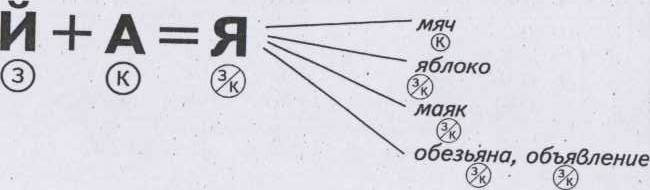 Й + А = Я
З К З/К
мяч
К
яблоко
З/К
маяк
З/К
обезьяна, объявление
З/К З/К